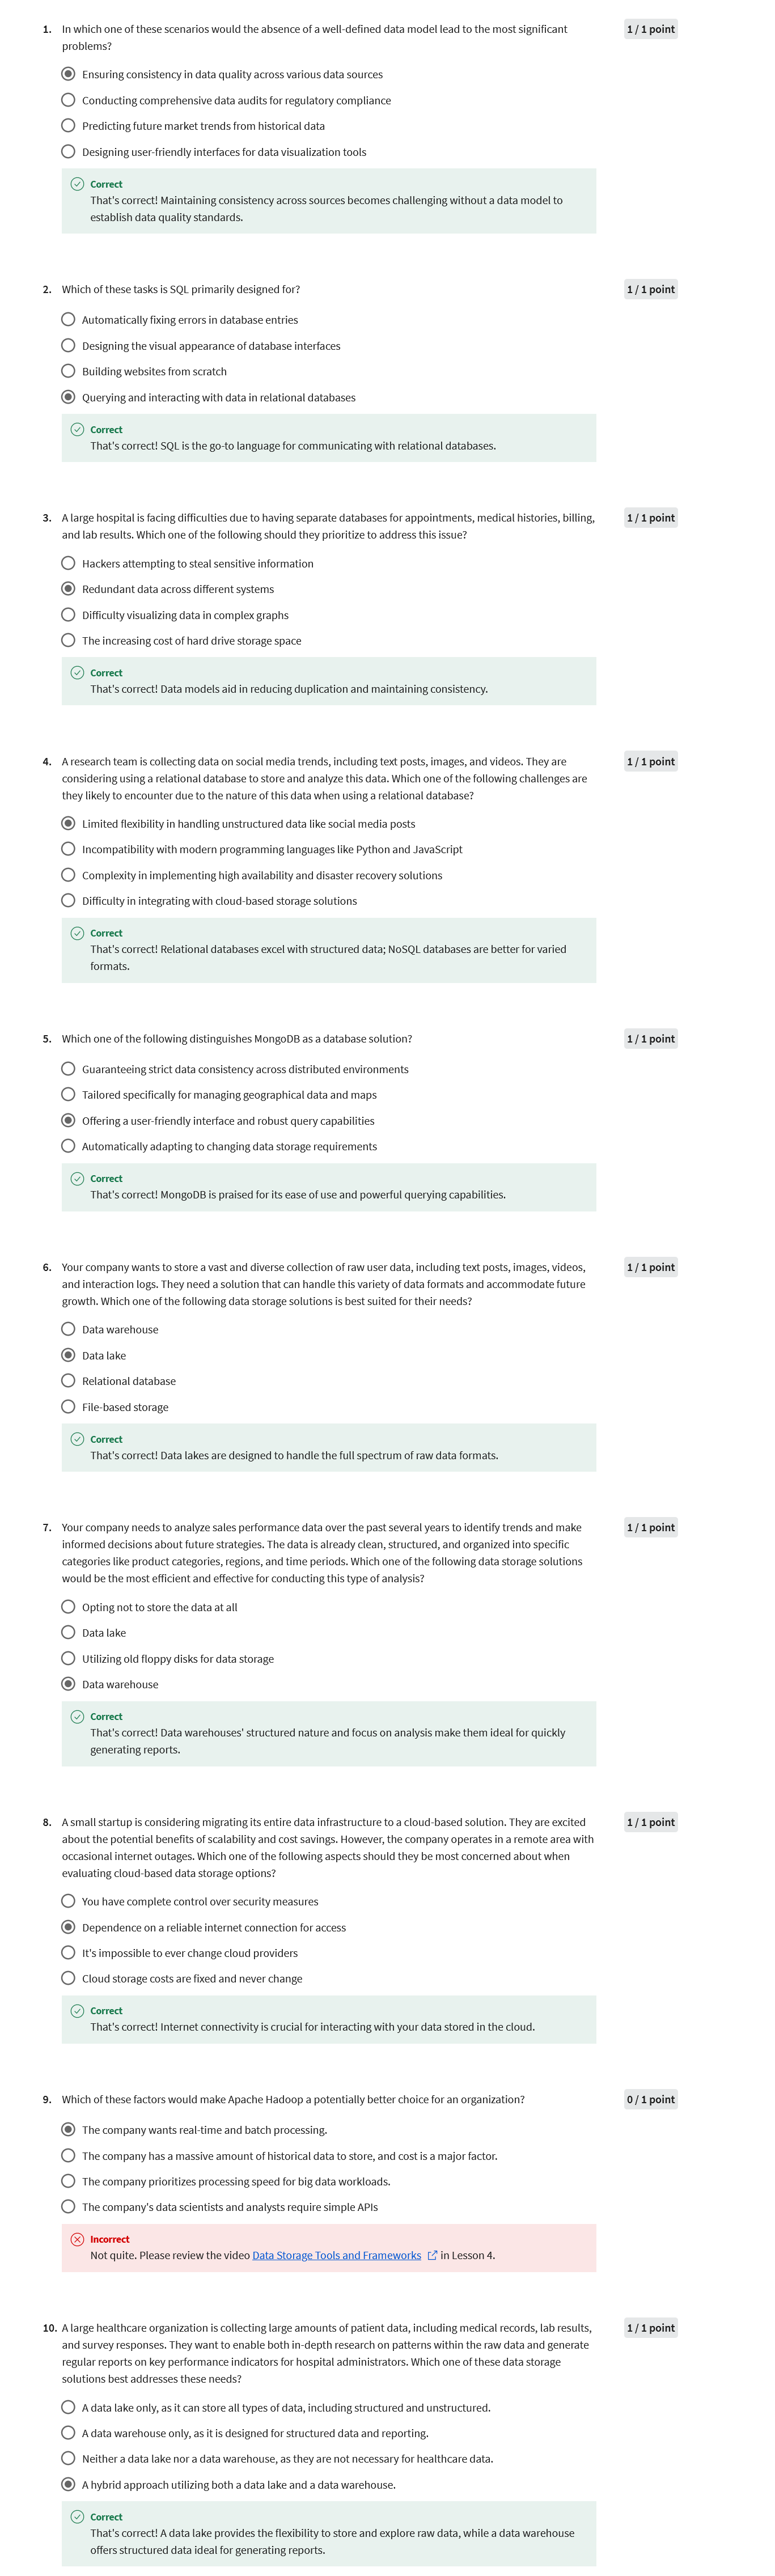 1. In which one of these scenarios would the absence of a well-defined data model lead to the most significant
problems?
1 / 1 point
Ensuring consistency in data quality across various data sources
Conducting comprehensive data audits for regulatory compliance
Predicting future market trends from historical data
Designing user-friendly interfaces for data visualization tools
Correct
That's correct! Maintaining consistency across sources becomes challenging without a data model to
establish data quality standards.
2. Which of these tasks is SQL primarily designed for?
1 / 1 point
Automatically fixing errors in database entries
Designing the visual appearance of database interfaces
Building websites from scratch
Querying and interacting with data in relational databases
Correct
That's correct! SQL is the go-to language for communicating with relational databases.
3. A large hospital is facing difficulties due to having separate databases for appointments, medical histories, billing,
and lab results. Which one of the following should they prioritize to address this issue?
1 / 1 point
Hackers attempting to steal sensitive information
Redundant data across different systems
Difficulty visualizing data in complex graphs
The increasing cost of hard drive storage space
Correct
That's correct! Data models aid in reducing duplication and maintaining consistency.
4. A research team is collecting data on social media trends, including text posts, images, and videos. They are
considering using a relational database to store and analyze this data. Which one of the following challenges are
they likely to encounter due to the nature of this data when using a relational database?
1 / 1 point
Limited flexibility in handling unstructured data like social media posts
Incompatibility with modern programming languages like Python and JavaScript
Complexity in implementing high availability and disaster recovery solutions
Difficulty in integrating with cloud-based storage solutions
Correct
That's correct! Relational databases excel with structured data; NoSQL databases are better for varied
formats.
5. Which one of the following distinguishes MongoDB as a database solution?
1 / 1 point
Guaranteeing strict data consistency across distributed environments
Tailored specifically for managing geographical data and maps
Offering a user-friendly interface and robust query capabilities
Automatically adapting to changing data storage requirements
Correct
That's correct! MongoDB is praised for its ease of use and powerful querying capabilities.
6. Your company wants to store a vast and diverse collection of raw user data, including text posts, images, videos,
and interaction logs. They need a solution that can handle this variety of data formats and accommodate future
growth. Which one of the following data storage solutions is best suited for their needs?
1 / 1 point
Data warehouse
Data lake
Relational database
File-based storage
Correct
That's correct! Data lakes are designed to handle the full spectrum of raw data formats.
7. Your company needs to analyze sales performance data over the past several years to identify trends and make
informed decisions about future strategies. The data is already clean, structured, and organized into specific
categories like product categories, regions, and time periods. Which one of the following data storage solutions
would be the most efficient and effective for conducting this type of analysis?
1 / 1 point
Opting not to store the data at all
Data lake
Utilizing old floppy disks for data storage
Data warehouse
Correct
That's correct! Data warehouses' structured nature and focus on analysis make them ideal for quickly
generating reports.
8. A small startup is considering migrating its entire data infrastructure to a cloud-based solution. They are excited
about the potential benefits of scalability and cost savings. However, the company operates in a remote area with
occasional internet outages. Which one of the following aspects should they be most concerned about when
evaluating cloud-based data storage options?
1 / 1 point
You have complete control over security measures
Dependence on a reliable internet connection for access
It's impossible to ever change cloud providers
Cloud storage costs are fixed and never change
Correct
That's correct! Internet connectivity is crucial for interacting with your data stored in the cloud.
9. Which of these factors would make Apache Hadoop a potentially better choice for an organization?
0 / 1 point
The company wants real-time and batch processing.
The company has a massive amount of historical data to store, and cost is a major factor.
The company prioritizes processing speed for big data workloads.
The company's data scientists and analysts require simple APIs
Incorrect
Not quite. Please review the video Data Storage Tools and Frameworks in Lesson 4.
10. A large healthcare organization is collecting large amounts of patient data, including medical records, lab results,
and survey responses. They want to enable both in-depth research on patterns within the raw data and generate
regular reports on key performance indicators for hospital administrators. Which one of these data storage
solutions best addresses these needs?
1 / 1 point
A data lake only, as it can store all types of data, including structured and unstructured.
A data warehouse only, as it is designed for structured data and reporting.
Neither a data lake nor a data warehouse, as they are not necessary for healthcare data.
A hybrid approach utilizing both a data lake and a data warehouse.
Correct
That's correct! A data lake provides the flexibility to store and explore raw data, while a data warehouse
offers structured data ideal for generating reports.